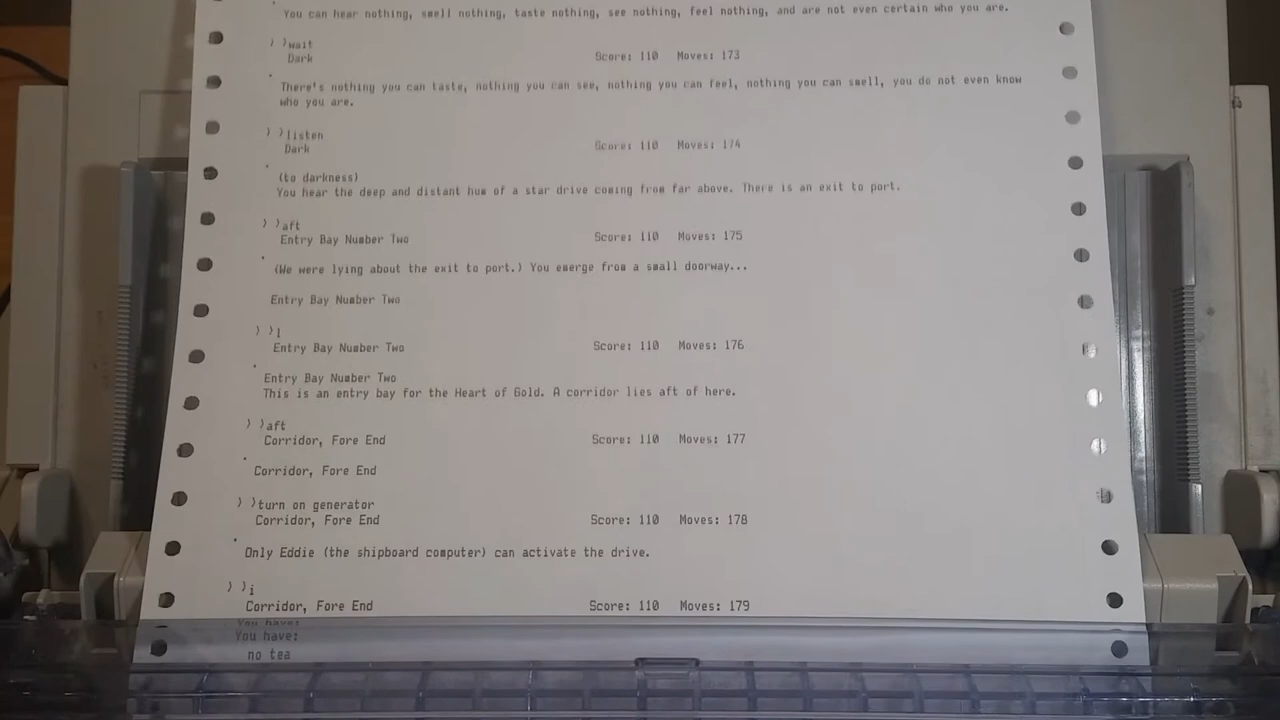 You can hear nothing, smell nothing, taste nothing, see nothing, feel nothing, and are not even certain who you are.
> >wait
Dark Score: 110 Moves: 173
There's nothing you can taste, nothing you can see, nothing you can feel, nothing you can smell, you do not even know
who you are.
> >listen
Dark Score: 110 Moves: 174
(to darkness)
You hear the deep and distant hum of a star drive coming from far above. There is an exit to port.
> >aft
Entry Bay Number Two Score: 110 Moves: 175
(We were lying about the exit to port.) You emerge from a small doorway...
Entry Bay Number Two
> >l
Entry Bay Number Two Score: 110 Moves: 176
Entry Bay Number Two
This is an entry bay for the Heart of Gold. A corridor lies aft of here.
> >aft
Corridor, Fore End Score: 110 Moves: 177
Corridor, Fore End
> >turn on generator
Corridor, Fore End Score: 110 Moves: 178
Only Eddie (the shipboard computer) can activate the drive.
> >i
Corridor, Fore End Score: 110 Moves: 179
You have:
You have:
no tea